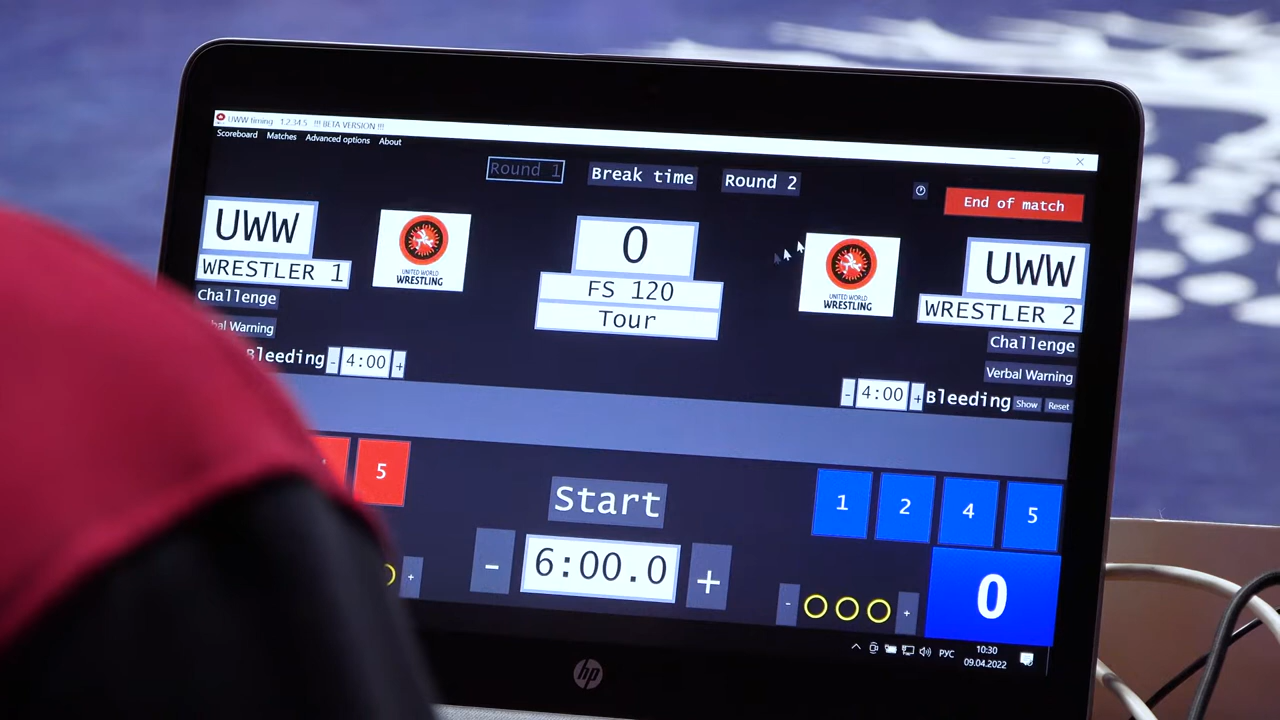 UWW timing 1.2.34.5 !!! BETA VERSION !!!
Scoreboard Matches Advanced options About
Round 1 Break time Round 2
End of match
UWW
WRESTLER 1
Challenge
bal Warning
Bleeding - 4:00 +
UNITED WORLD
WRESTLING
0
FS 120
Tour
UNITED WORLD
WRESTLING
UWW
WRESTLER 2
Challenge
Verbal Warning
- 4:00 + Bleeding Show Reset
5
Start
- 6:00.0 +
+
1 2 4 5
- +
0
hp
РУС
10:30
09.04.2022